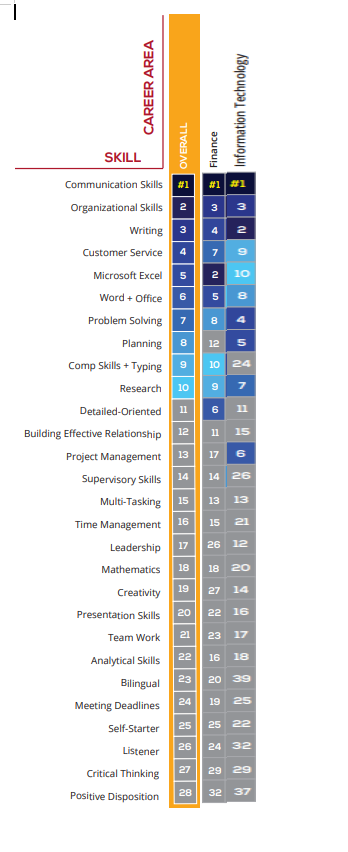 CAREER AREA
SKILL
OVERALL
Finance
Information Technology
Communication Skills #1 #1 #1
Organizational Skills 2 3 3
Writing 3 4 2
Customer Service 4 7 9
Microsoft Excel 5 2 10
Word + Office 6 5 8
Problem Solving 7 8 4
Planning 8 12 5
Comp Skills + Typing 9 10 24
Research 10 9 7
Detailed-Oriented 11 6 11
Building Effective Relationship 12 11 15
Project Management 13 17 6
Supervisory Skills 14 14 26
Multi-Tasking 15 13 13
Time Management 16 15 21
Leadership 17 26 12
Mathematics 18 18 20
Creativity 19 27 14
Presentation Skills 20 22 16
Team Work 21 23 17
Analytical Skills 22 16 18
Bilingual 23 20 39
Meeting Deadlines 24 19 25
Self-Starter 25 25 22
Listener 26 24 32
Critical Thinking 27 29 29
Positive Disposition 28 32 37